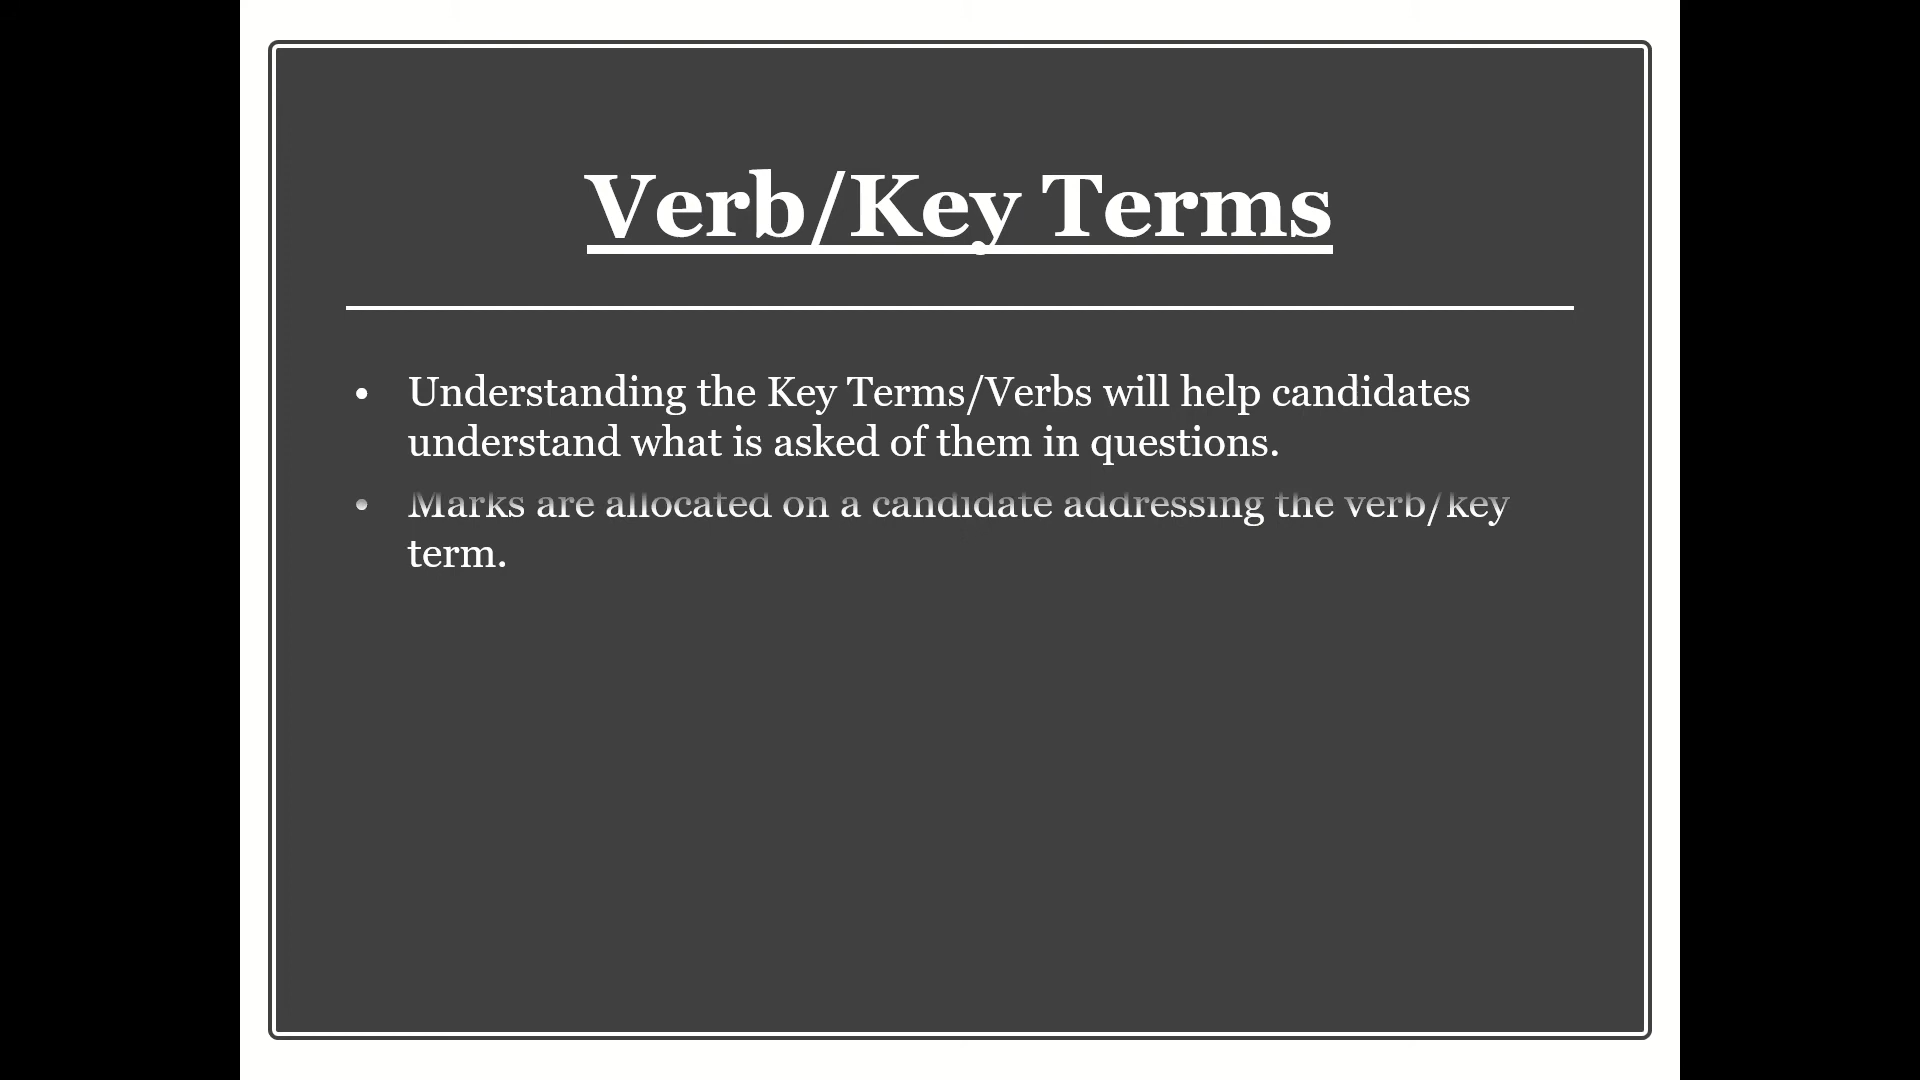 Verb/Key Terms
• Understanding the Key Terms/Verbs will help candidates
understand what is asked of them in questions.
• Marks are allocated on a candidate addressing the verb/key
term.